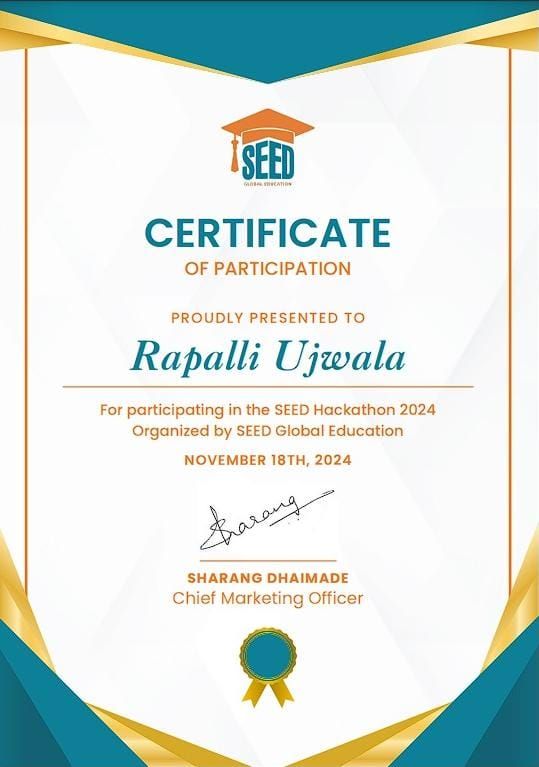 SEED
GLOBAL EDUCATION
CERTIFICATE
OF PARTICIPATION
PROUDLY PRESENTED TO
Rapalli Ujwala
For participating in the SEED Hackathon 2024
Organized by SEED Global Education
NOVEMBER 18TH, 2024
Sharang
SHARANG DHAIMADE
Chief Marketing Officer